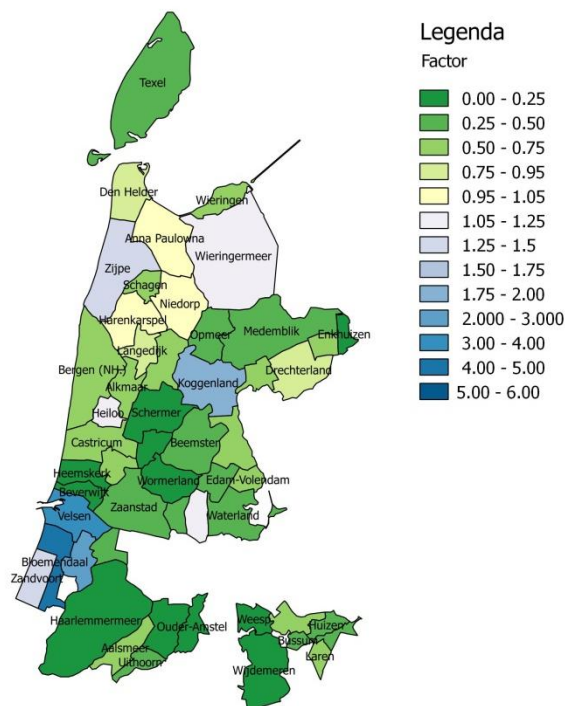 Legenda
Factor
0.00 - 0.25
0.25 - 0.50
0.50 - 0.75
0.75 - 0.95
0.95 - 1.05
1.05 - 1.25
1.25 - 1.5
1.50 - 1.75
1.75 - 2.00
2.000 - 3.000
3.00 - 4.00
4.00 - 5.00
5.00 - 6.00
Texel
Den Helder
Wieringen
Anna Paulowna
Wieringermeer
Zijpe
Schagen
Niedorp
Harenkarspel
Opmeer
Medemblik
Enkhuizen
Langedijk
Bergen (NH.)
Koggenland
Drechterland
Alkmaar
Heiloo
Schermer
Castricum
Beemster
Heemskerk
Wormerland
Edam-Volendam
Beverwijk
Zaanstad
Waterland
Velsen
Bloemendaal
Zandvoort
Haarlemmermeer
Ouder-Amstel
Weesp
Huizen
Bussum
Aalsmeer
Laren
Uithoorn
Wijdemeren